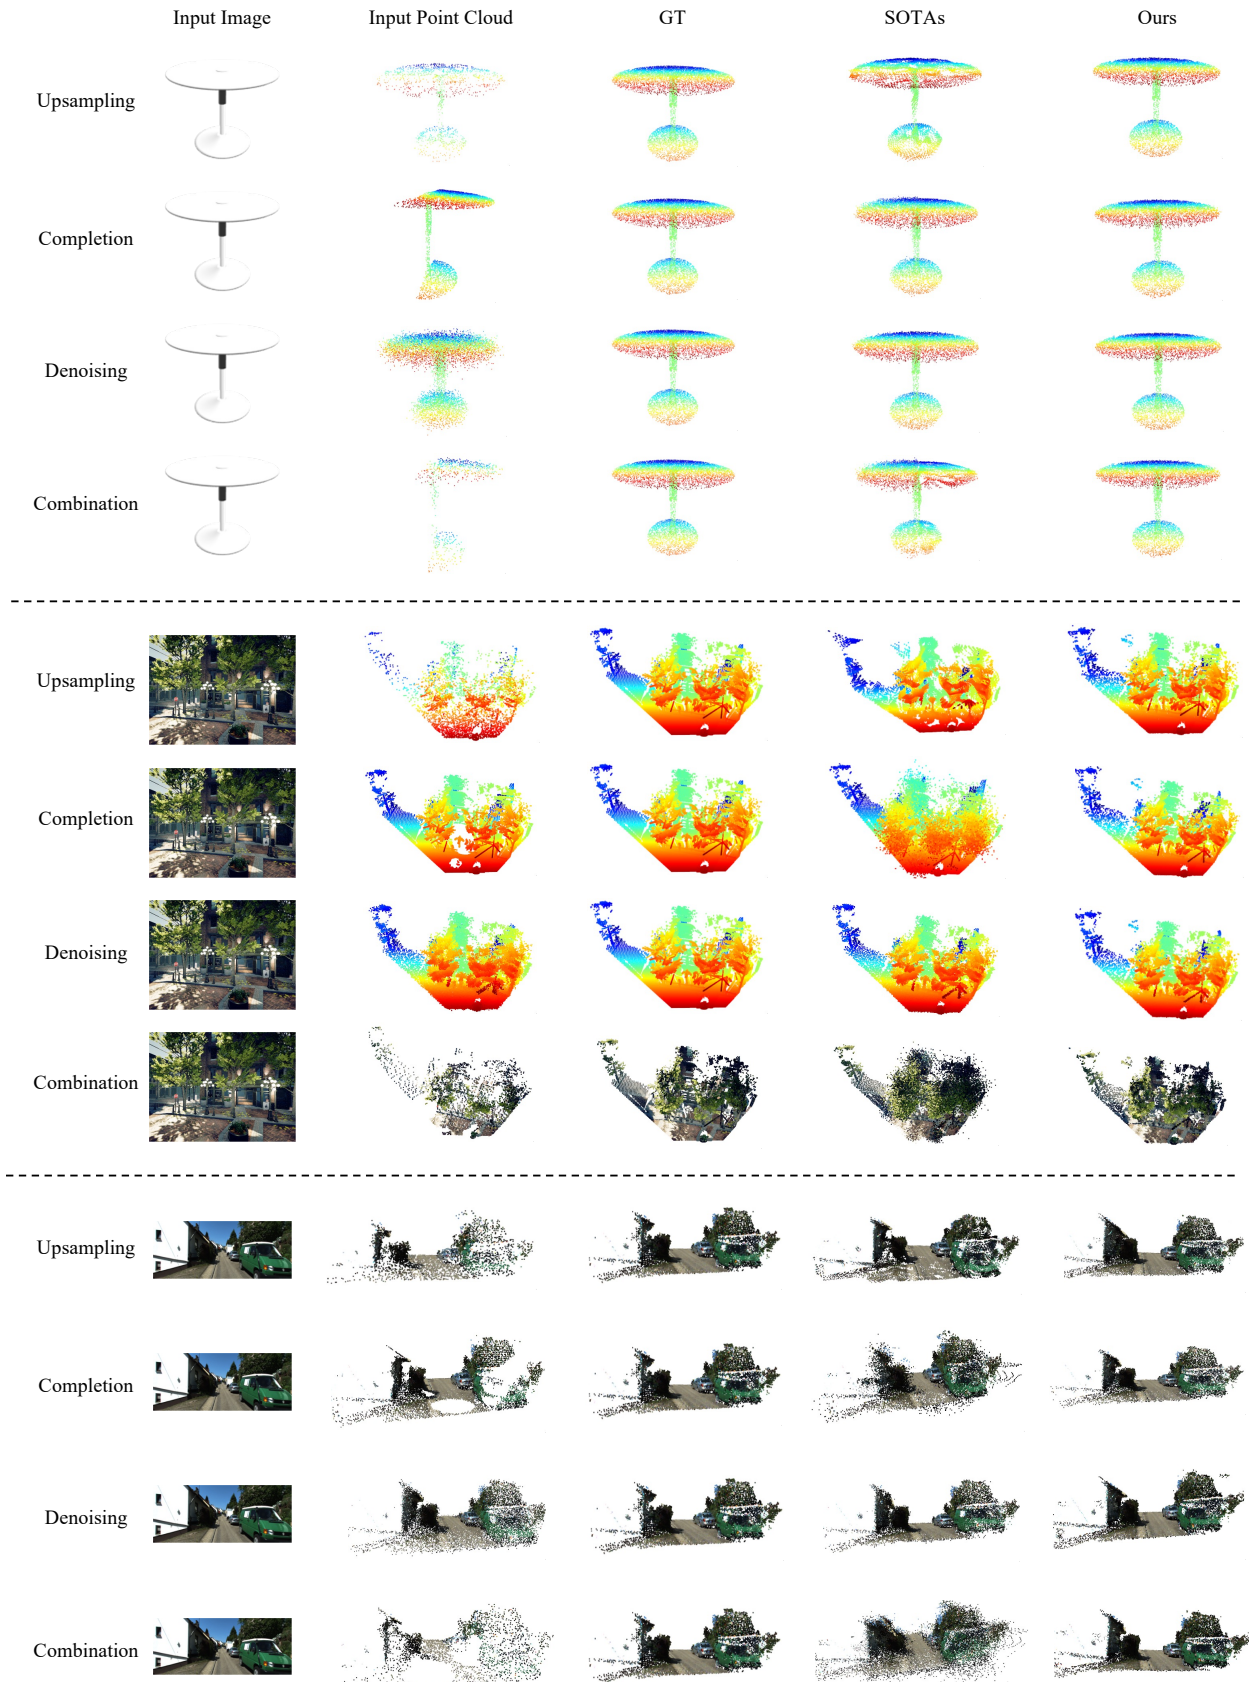 Input Image Input Point Cloud GT SOTAs Ours
Upsampling
Completion
Denoising
Combination
Upsampling
Completion
Denoising
Combination
Upsampling
Completion
Denoising
Combination